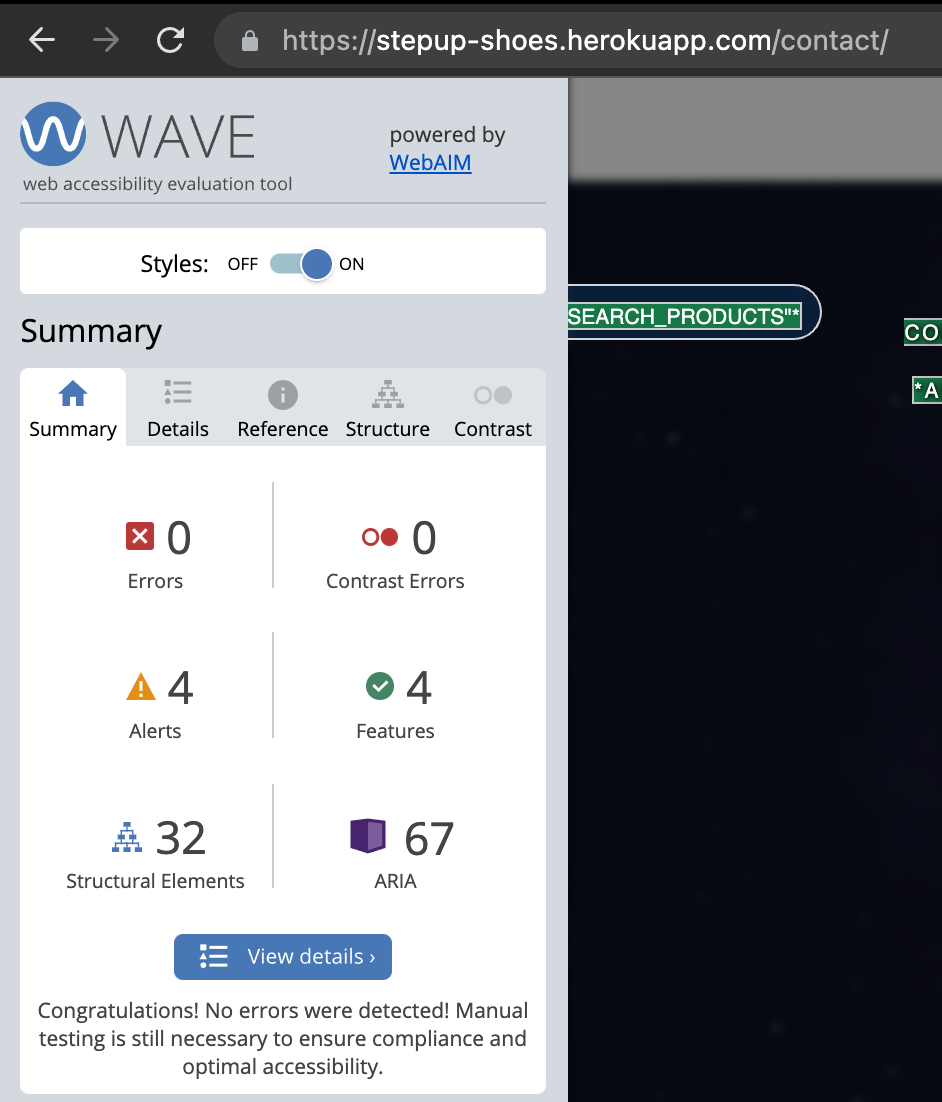 https://stepup-shoes.herokuapp.com/contact/
WAVE
web accessibility evaluation tool
powered by
WebAIM
Styles: OFF ON
Summary
Summary Details Reference Structure Contrast
0
Errors
0
Contrast Errors
4
Alerts
4
Features
32
Structural Elements
67
ARIA
View details ›
Congratulations! No errors were detected! Manual
testing is still necessary to ensure compliance and
optimal accessibility.
SEARCH_PRODUCTS"*
CO
*A